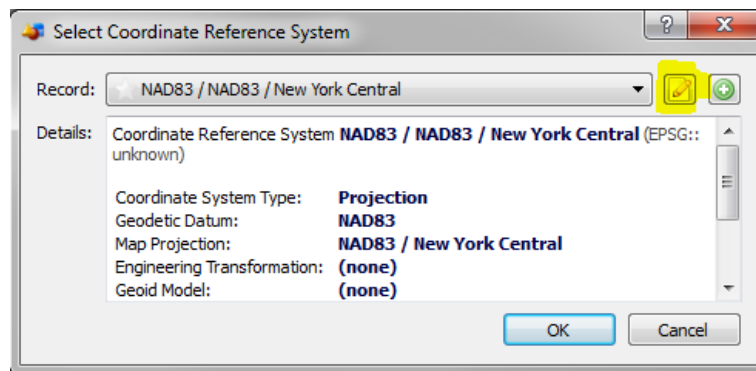 Select Coordinate Reference System
Record: NAD83 / NAD83 / New York Central
Details: Coordinate Reference System NAD83 / NAD83 / New York Central (EPSG::
unknown)
Coordinate System Type: Projection
Geodetic Datum: NAD83
Map Projection: NAD83 / New York Central
Engineering Transformation: (none)
Geoid Model: (none)
OK Cancel